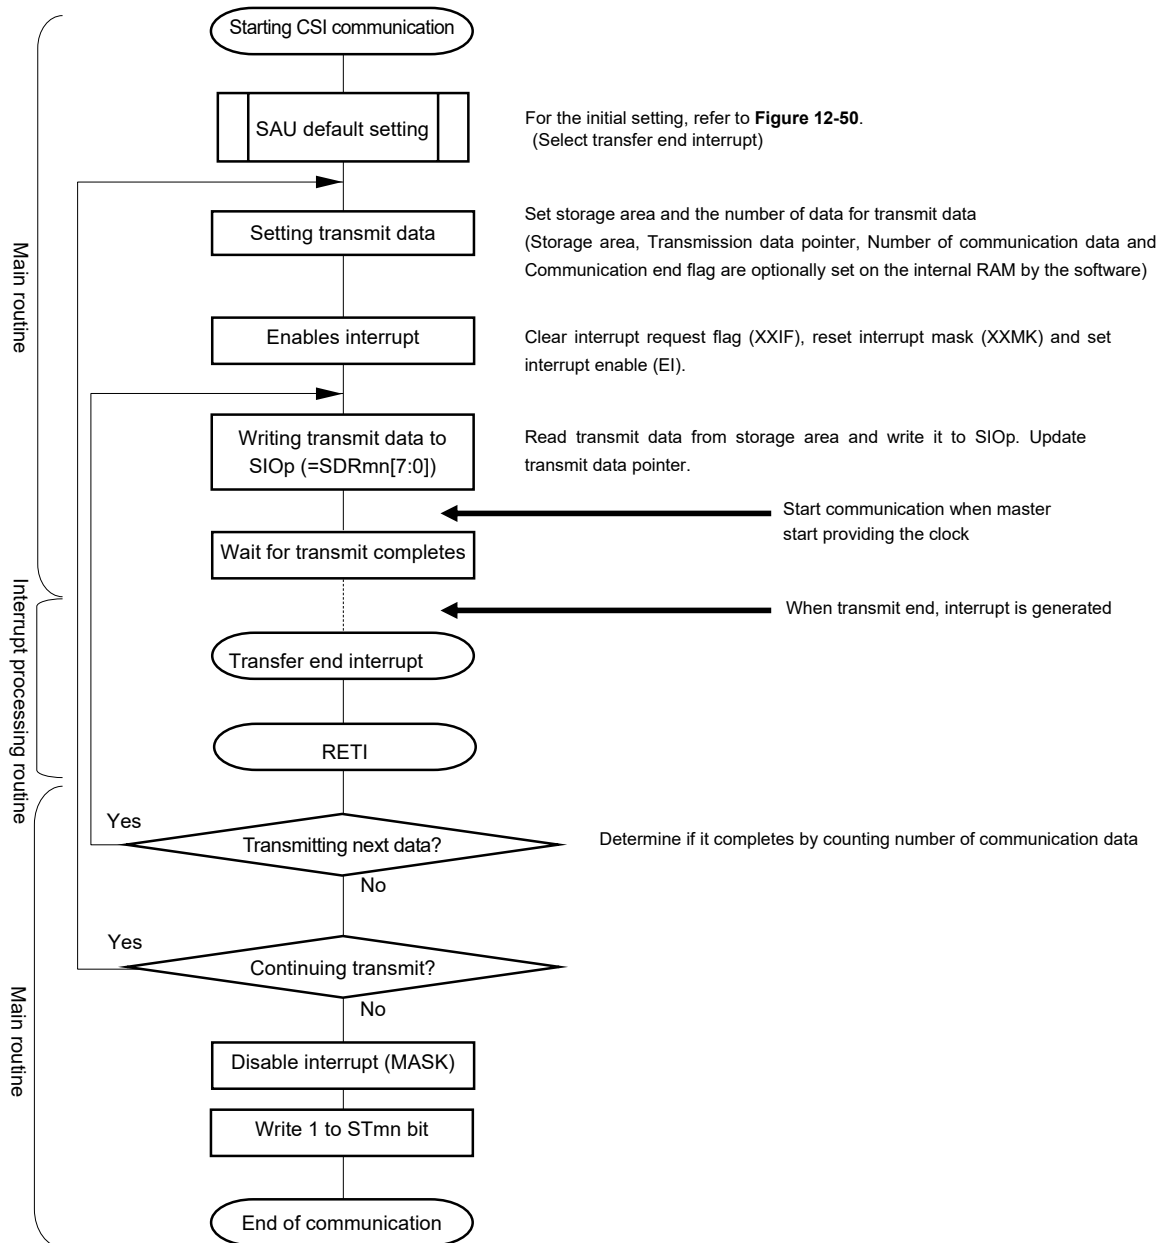 Starting CSI communication
SAU default setting
For the initial setting, refer to Figure 12-50.
(Select transfer end interrupt)
Setting transmit data
Set storage area and the number of data for transmit data
(Storage area, Transmission data pointer, Number of communication data and
Communication end flag are optionally set on the internal RAM by the software)
Main routine
Enables interrupt
Clear interrupt request flag (XXIF), reset interrupt mask (XXMK) and set
interrupt enable (EI).
Writing transmit data to
SIOp (=SDRmn[7:0])
Read transmit data from storage area and write it to SIOp. Update
transmit data pointer.
Start communication when master
start providing the clock
Wait for transmit completes
When transmit end, interrupt is generated
Interrupt processing routine
Transfer end interrupt
RETI
Yes
Transmitting next data?
Determine if it completes by counting number of communication data
No
Yes
Continuing transmit?
No
Main routine
Disable interrupt (MASK)
Write 1 to STmn bit
End of communication